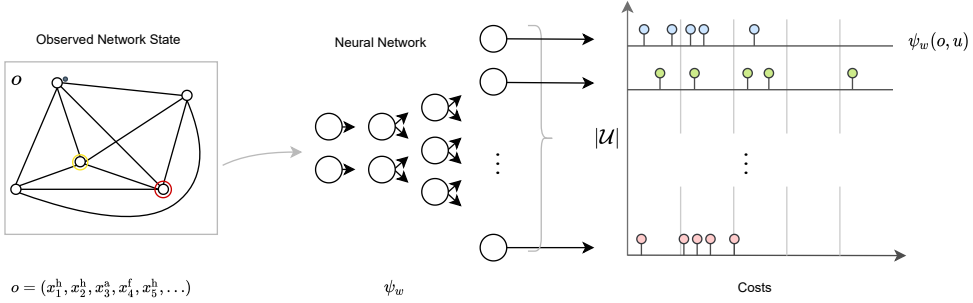 Observed Network State
o
o = (x_1^h, x_2^h, x_3^a, x_4^f, x_5^h, ...)
Neural Network
ψ_w
|𝒰|
ψ_w(o, u)
Costs